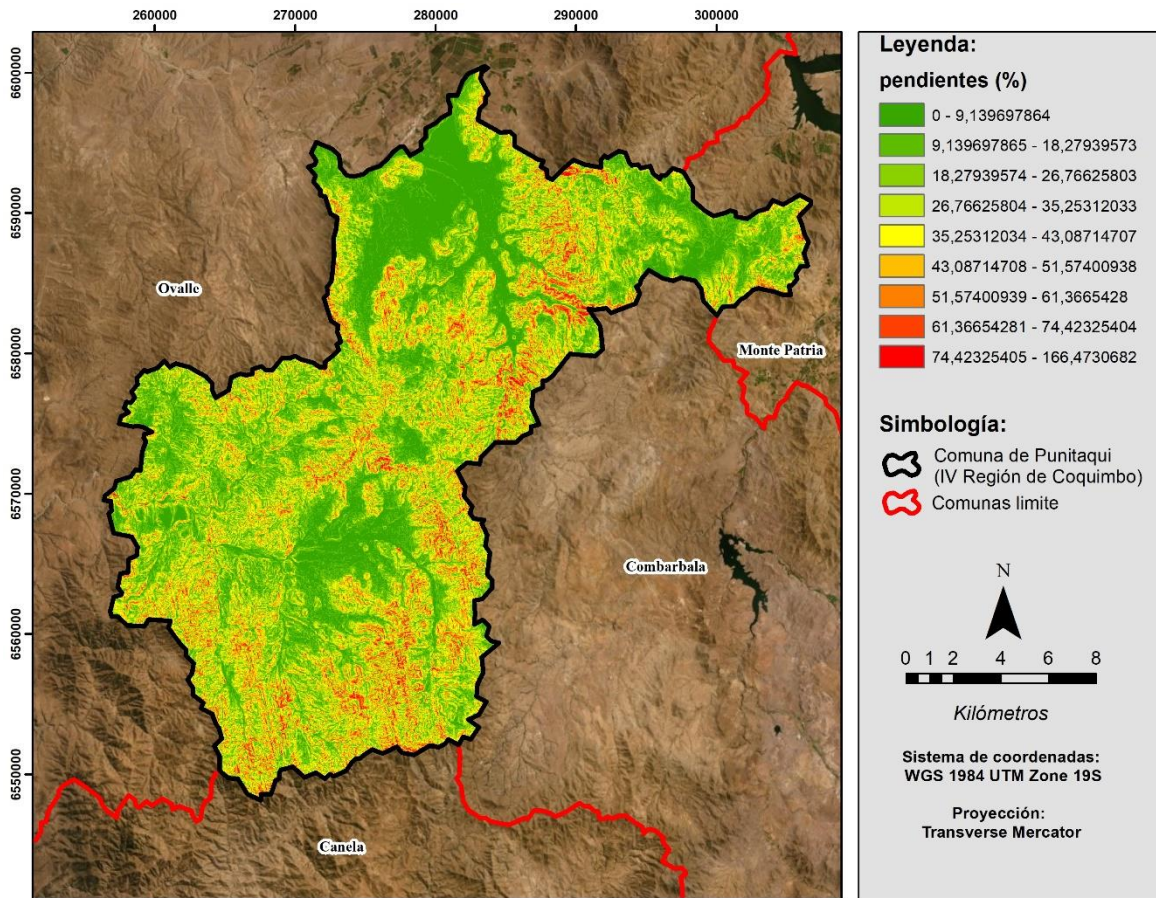 260000 270000 280000 290000 300000
6600000
6590000
6580000
6570000
6560000
6550000
Ovalle
Monte Patria
Combarbala
Canela
Leyenda:
pendientes (%)
0 - 9,139697864
9,139697865 - 18,27939573
18,27939574 - 26,76625803
26,76625804 - 35,25312033
35,25312034 - 43,08714707
43,08714708 - 51,57400938
51,57400939 - 61,3665428
61,36654281 - 74,42325404
74,42325405 - 166,4730682
Simbología:
Comuna de Punitaqui
(IV Región de Coquimbo)
Comunas limite
N
0 1 2 4 6 8
Kilómetros
Sistema de coordenadas:
WGS 1984 UTM Zone 19S
Proyección:
Transverse Mercator